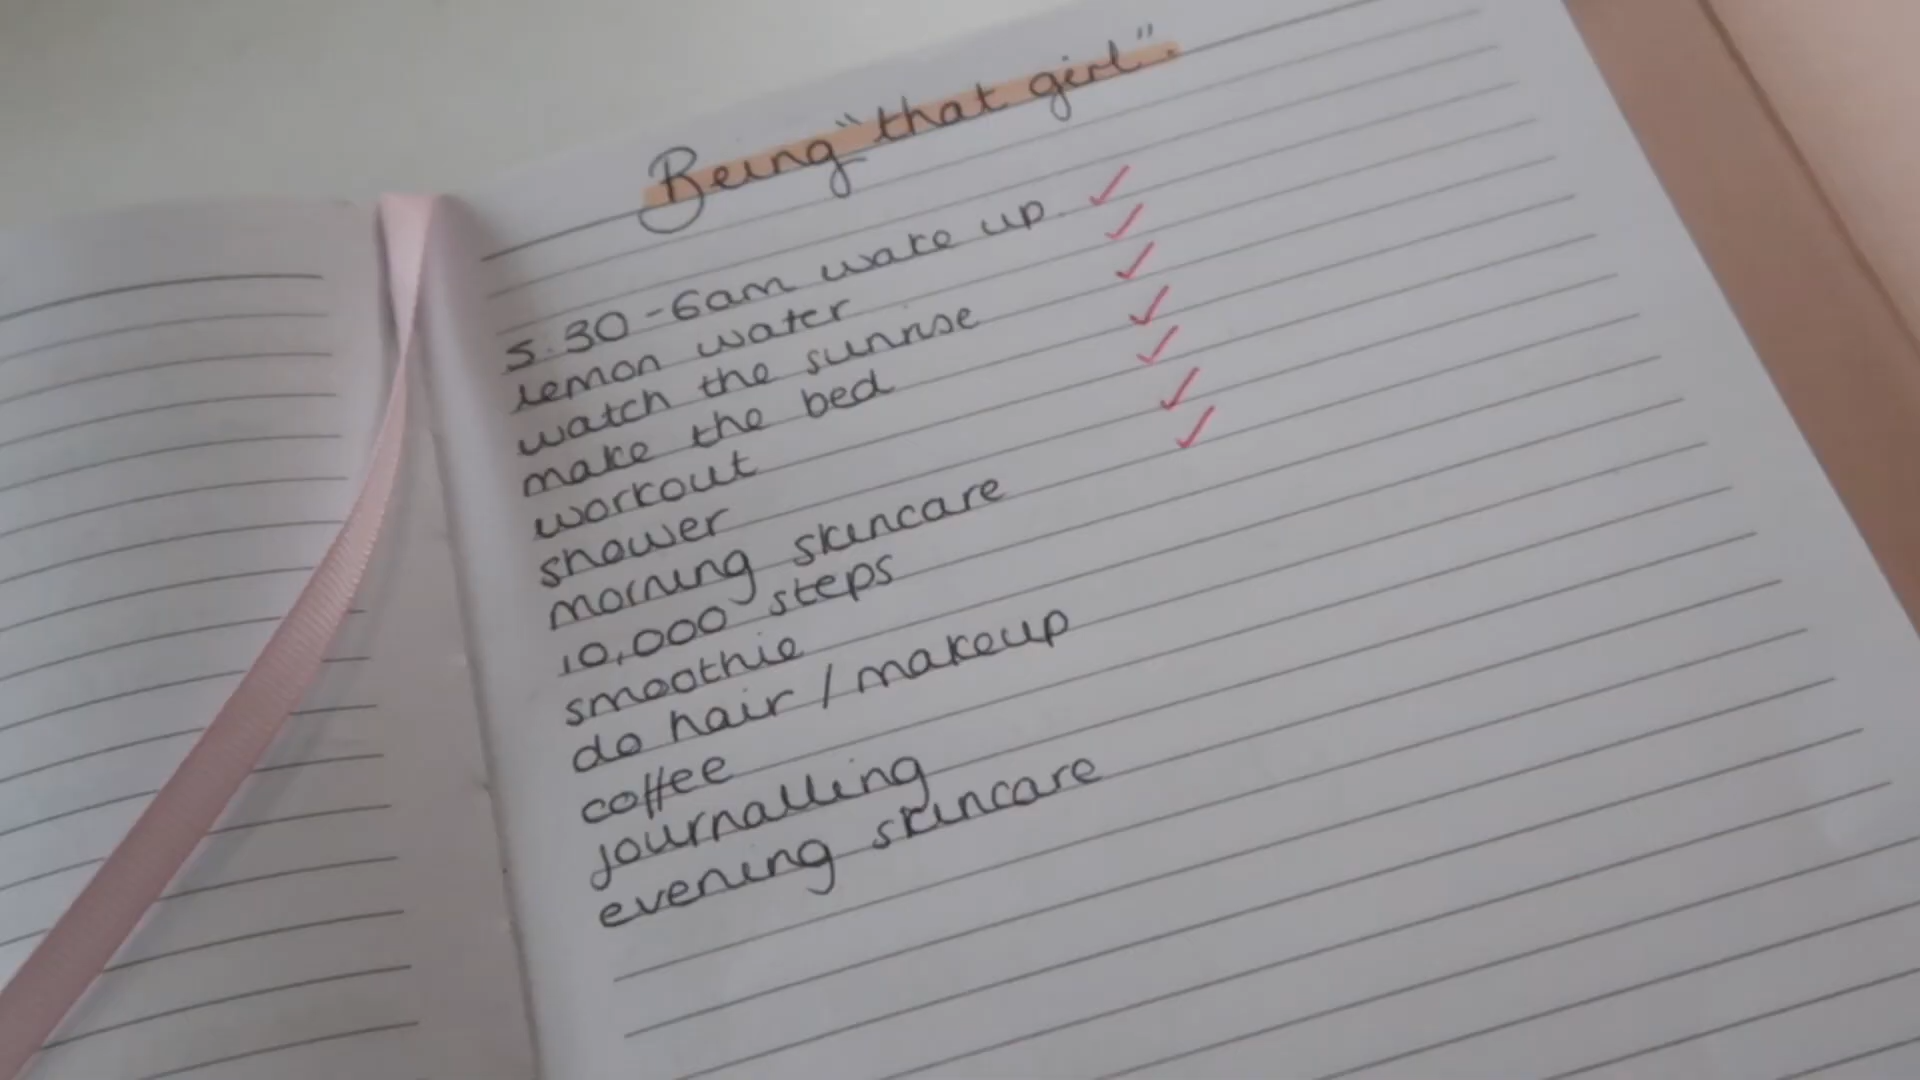 Being "that girl".
5.30-6am wake up. ✓
lemon water ✓
watch the sunrise ✓
make the bed ✓
workout ✓
shower ✓
morning skincare ✓
10,000 steps
smoothie
do hair / makeup
coffee
journalling
evening skincare